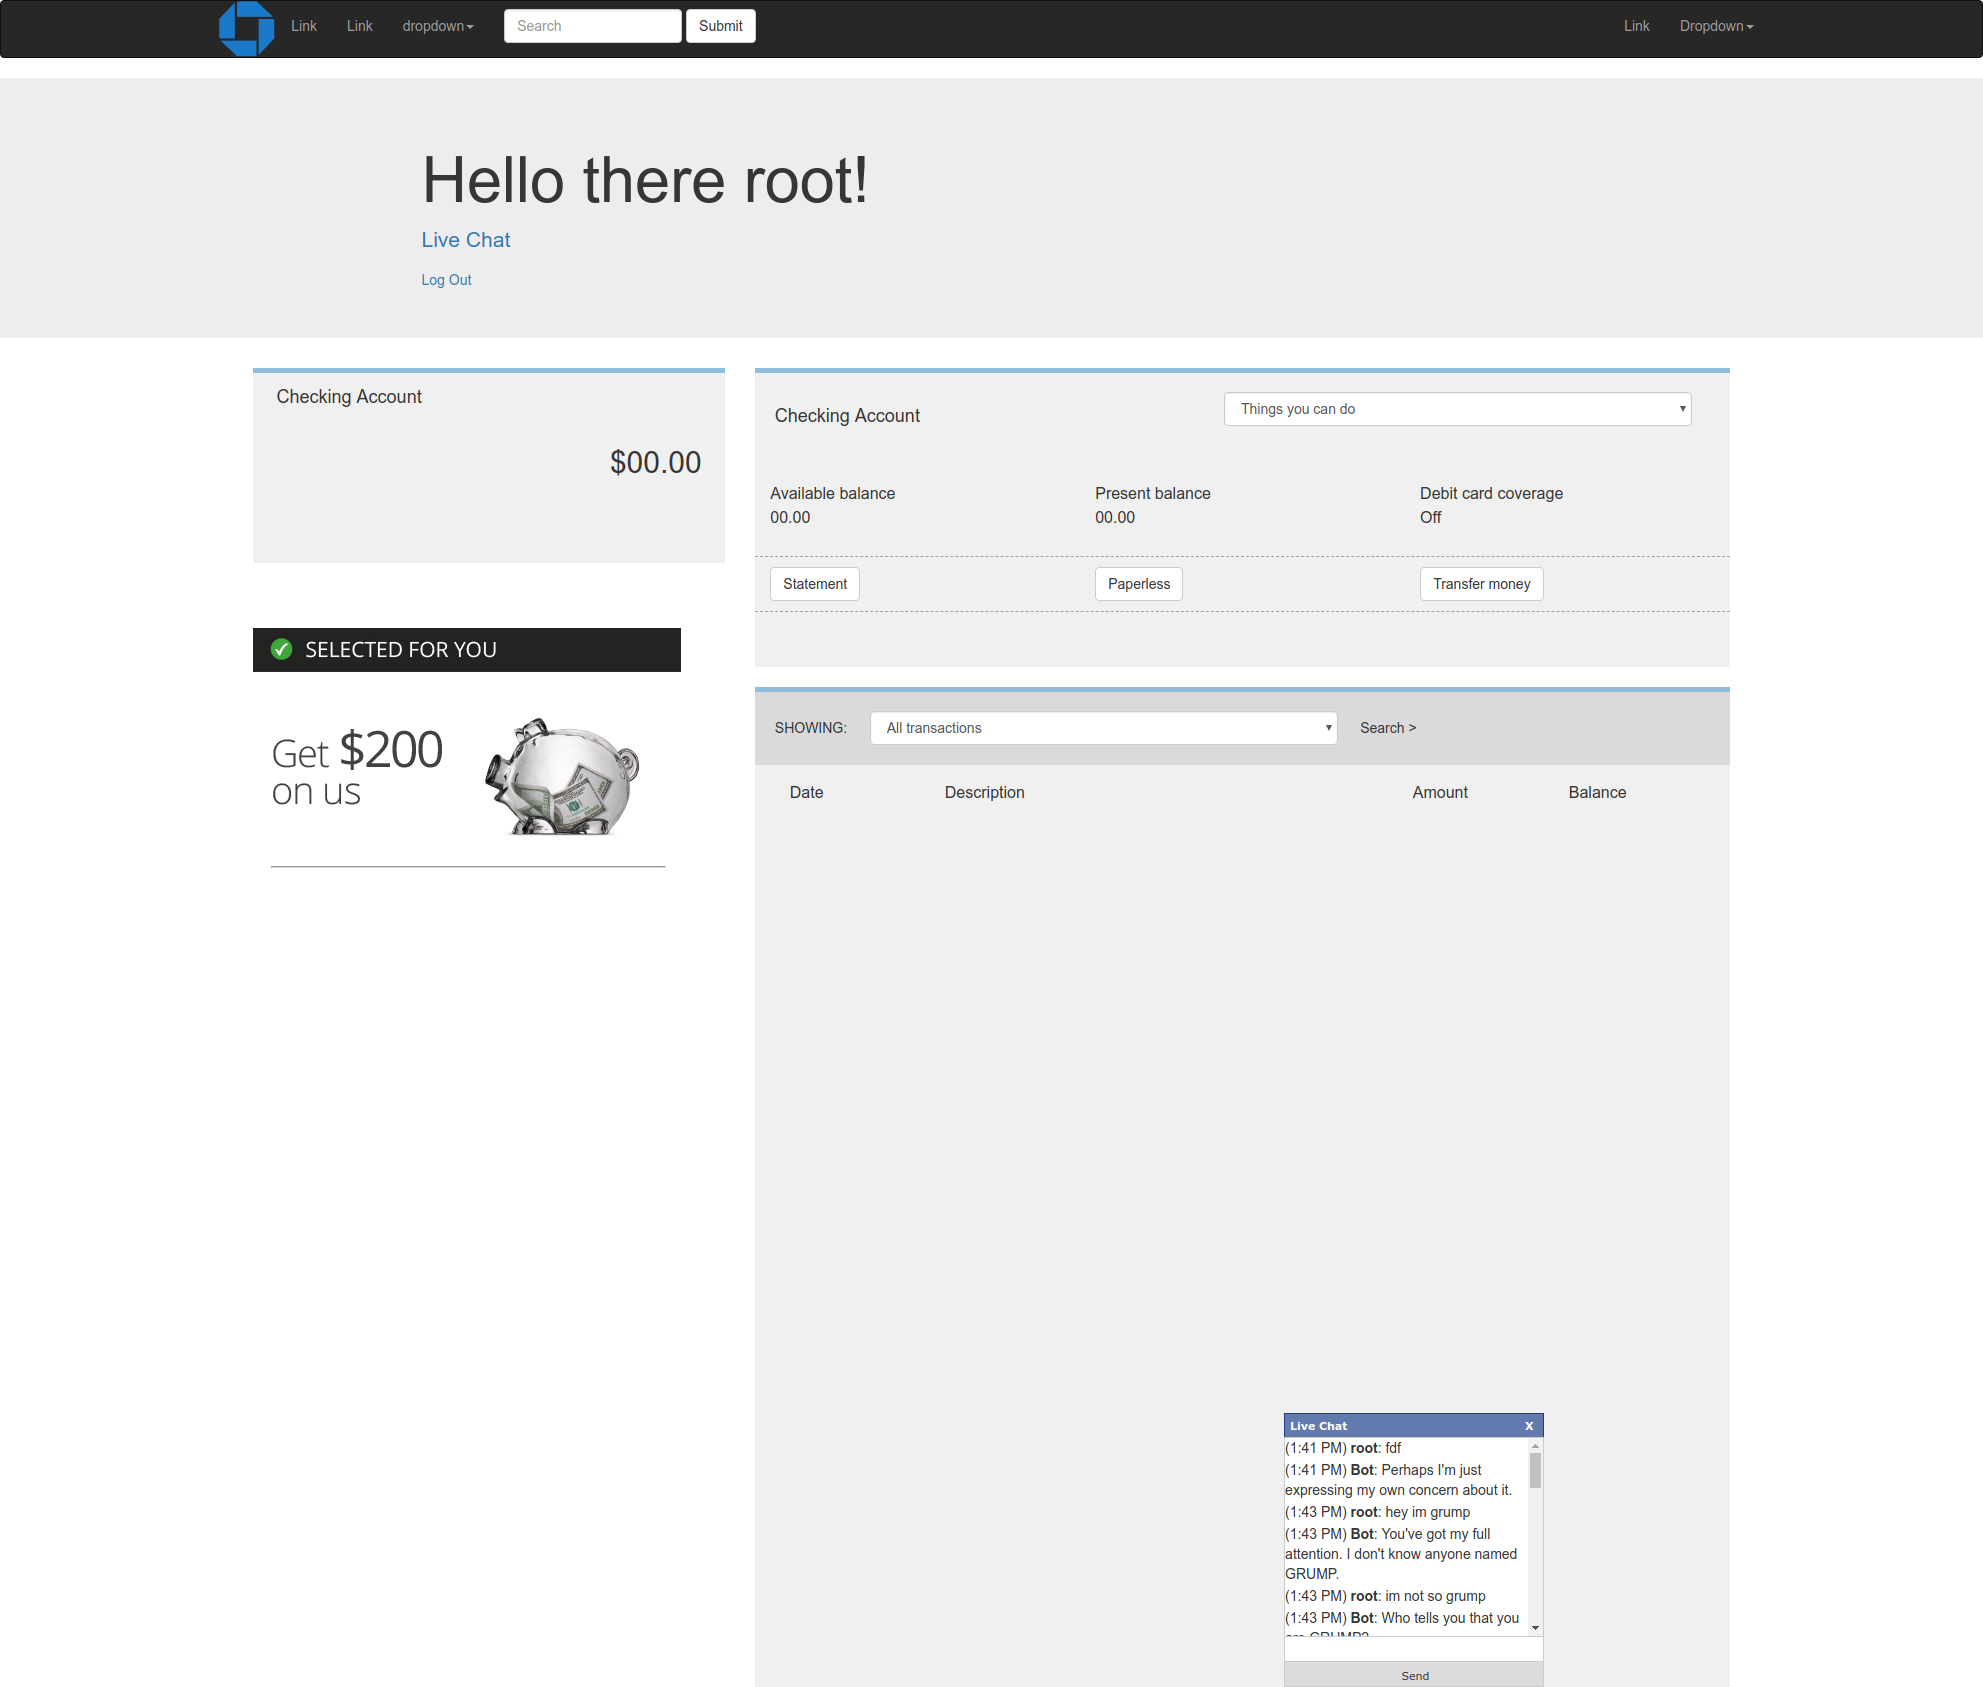 Link Link dropdown Search Submit Link Dropdown
Hello there root!
Live Chat
Log Out
Checking Account
$00.00
Checking Account Things you can do
Available balance Present balance Debit card coverage
00.00 00.00 Off
Statement Paperless Transfer money
SELECTED FOR YOU
Get $200
on us
SHOWING: All transactions Search >
Date Description Amount Balance
Live Chat X
(1:41 PM) root: fdf
(1:41 PM) Bot: Perhaps I'm just
expressing my own concern about it.
(1:43 PM) root: hey im grump
(1:43 PM) Bot: You've got my full
attention. I don't know anyone named
GRUMP.
(1:43 PM) root: im not so grump
(1:43 PM) Bot: Who tells you that you
are GRUMP?
Send